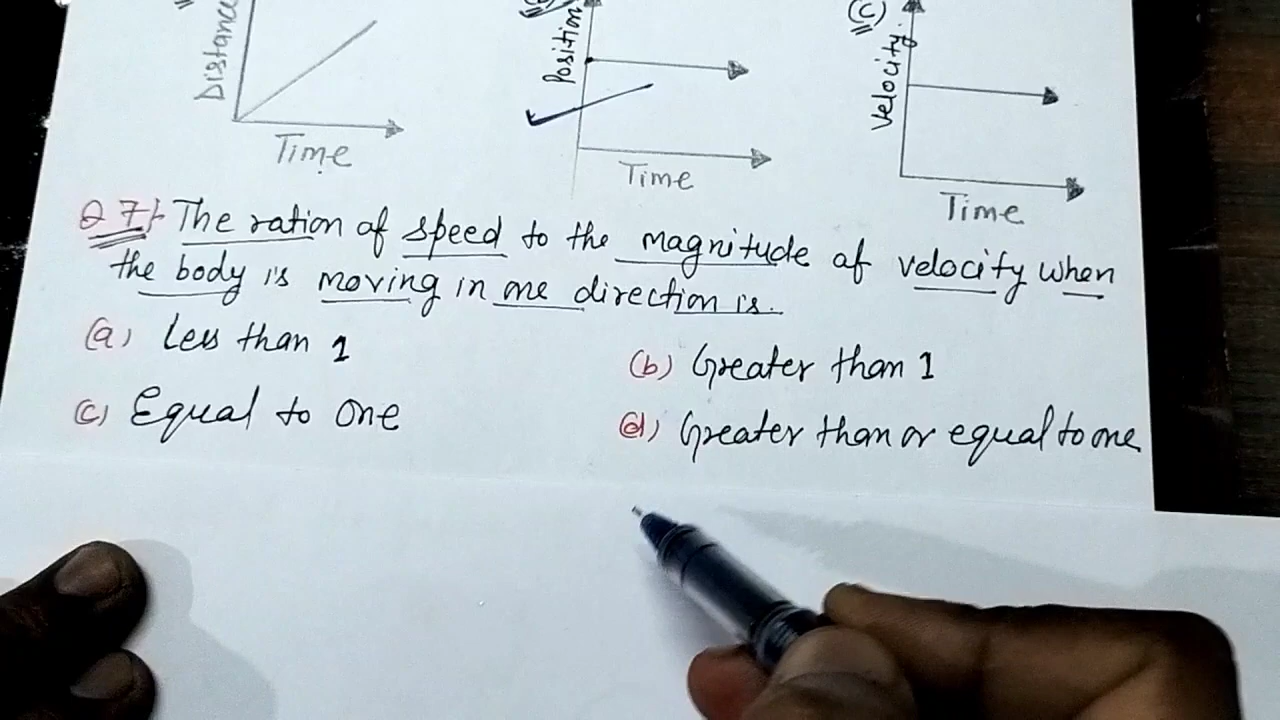 Distance
Time
Position
Time
(c)
Velocity.
Time
Q 7} The ration of speed to the magnitude of velocity when
the body is moving in one direction is.
(a) Less than 1
(b) Greater than 1
(c) Equal to one
(d) Greater than or equal to one